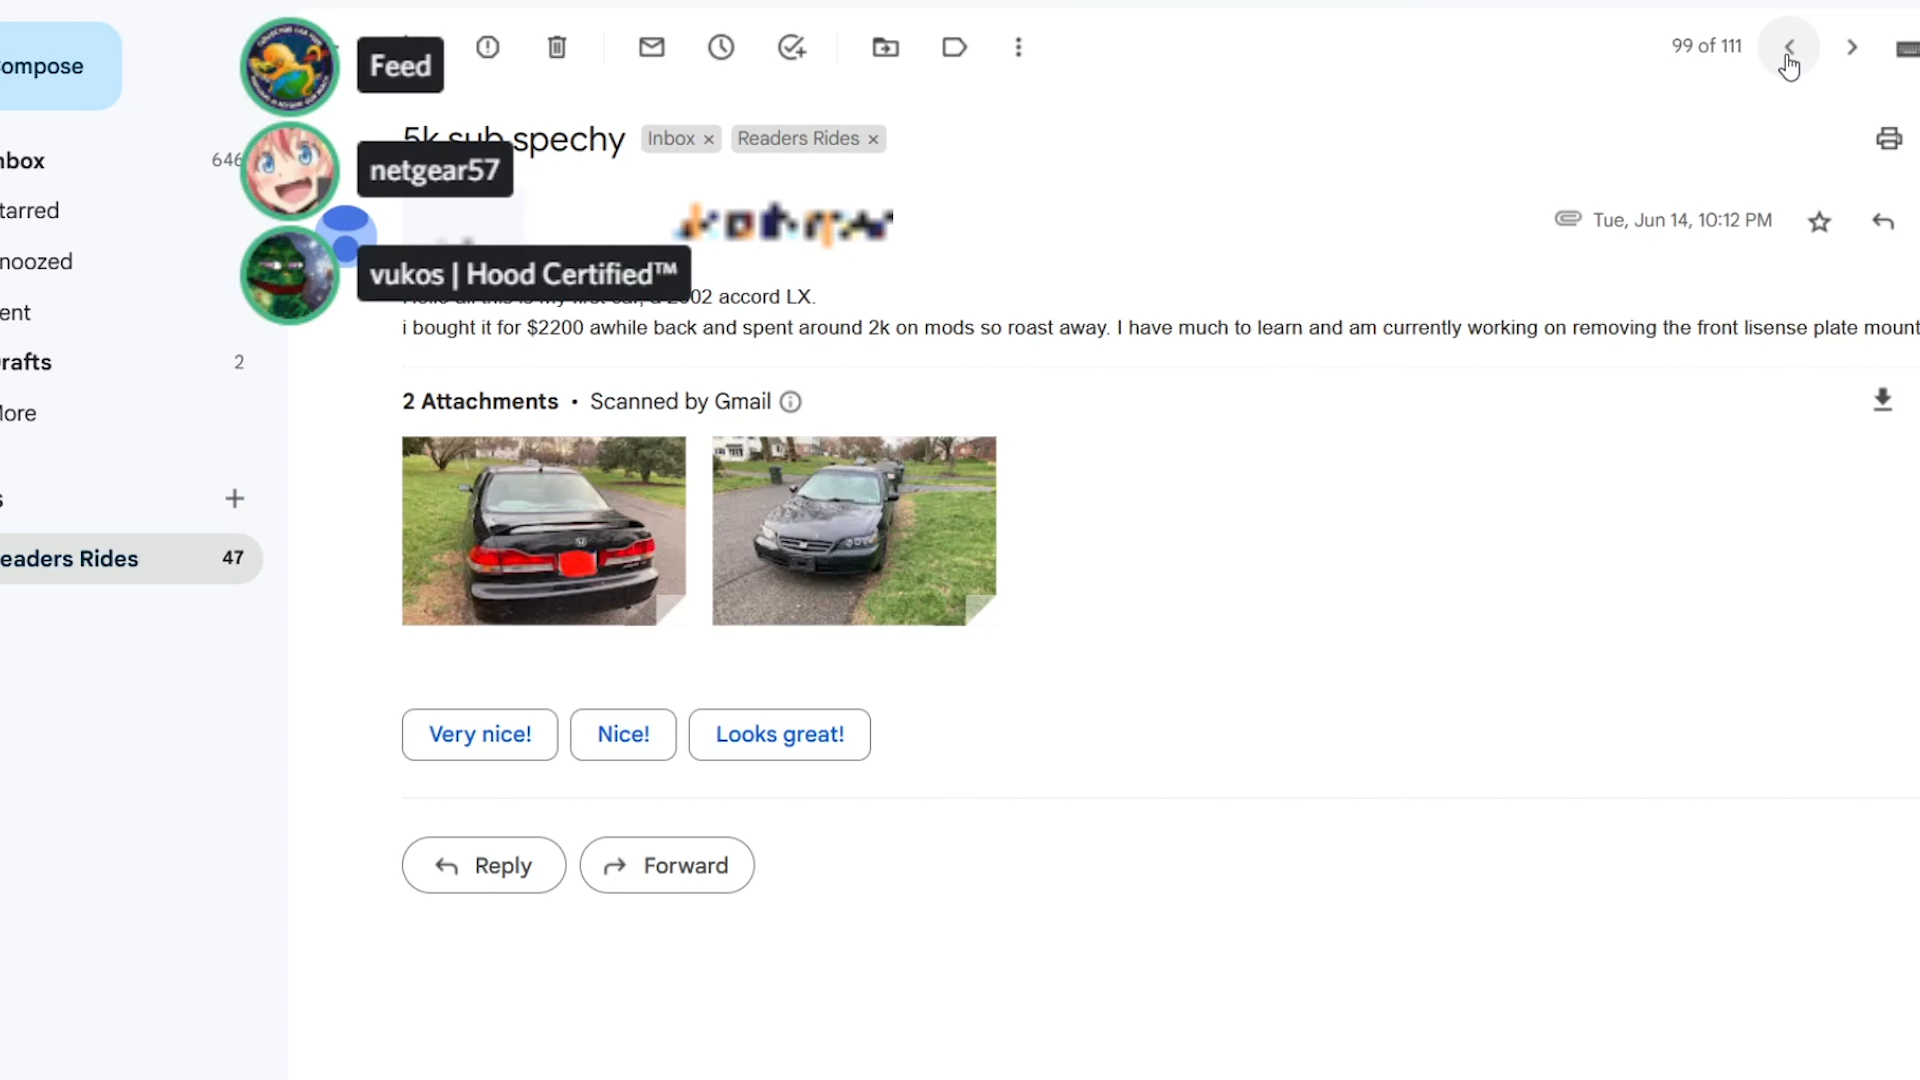 ompose
Feed
99 of 111
5k sub spechy
Inbox ×
Readers Rides ×
nbox
646
netgear57
tarred
Tue, Jun 14, 10:12 PM
noozed
vukos | Hood Certified™
02 accord LX.
ent
i bought it for $2200 awhile back and spent around 2k on mods so roast away. I have much to learn and am currently working on removing the front lisense plate mount
rafts
2
2 Attachments • Scanned by Gmail
ore
s
eaders Rides
47
Very nice!
Nice!
Looks great!
Reply
Forward